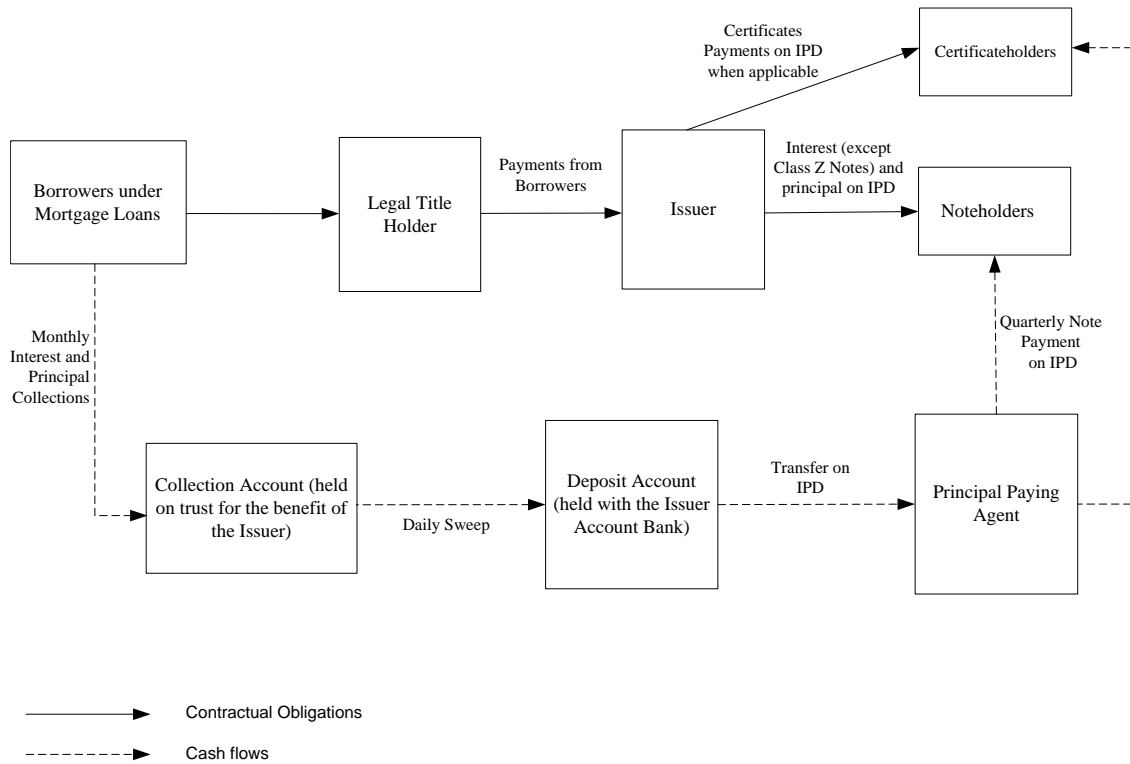 Certificates
Payments on IPD
when applicable
Certificateholders
Borrowers under
Mortgage Loans
Legal Title
Holder
Payments from
Borrowers
Issuer
Interest (except
Class Z Notes) and
principal on IPD
Noteholders
Monthly
Interest and
Principal
Collections
Quarterly Note
Payment
on IPD
Collection Account (held
on trust for the benefit of
the Issuer)
Daily Sweep
Deposit Account
(held with the Issuer
Account Bank)
Transfer on
IPD
Principal Paying
Agent
Contractual Obligations
Cash flows